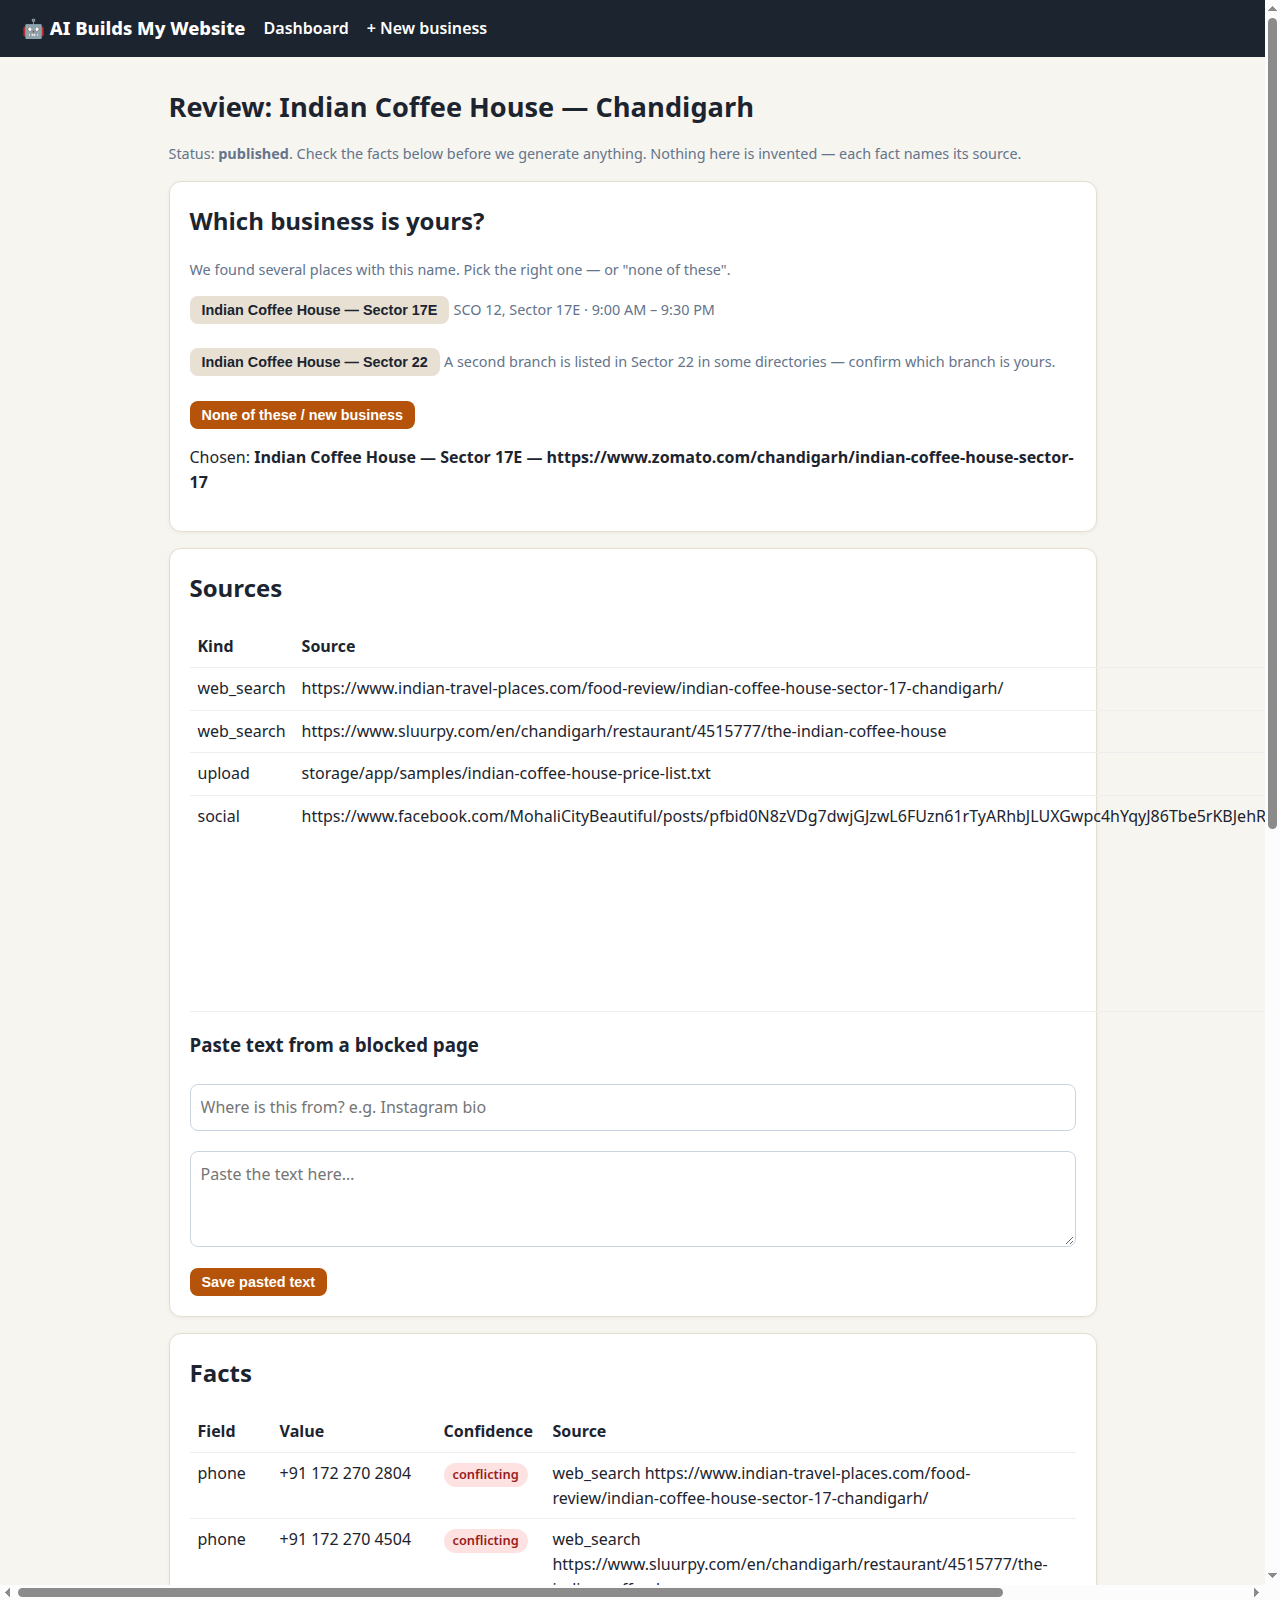 🤖 AI Builds My Website Dashboard + New business
Review: Indian Coffee House — Chandigarh
Status: published. Check the facts below before we generate anything. Nothing here is invented — each fact names its source.
Which business is yours?
We found several places with this name. Pick the right one — or "none of these".
Indian Coffee House — Sector 17E SCO 12, Sector 17E · 9:00 AM – 9:30 PM
Indian Coffee House — Sector 22 A second branch is listed in Sector 22 in some directories — confirm which branch is yours.
None of these / new business
Chosen: Indian Coffee House — Sector 17E — https://www.zomato.com/chandigarh/indian-coffee-house-sector-
17
Sources
Kind Source
web_search https://www.indian-travel-places.com/food-review/indian-coffee-house-sector-17-chandigarh/
web_search https://www.sluurpy.com/en/chandigarh/restaurant/4515777/the-indian-coffee-house
upload storage/app/samples/indian-coffee-house-price-list.txt
social https://www.facebook.com/MohaliCityBeautiful/posts/pfbid0N8zVDg7dwjGJzwL6FUzn61rTyARhbJLUXGwpc4hYqyJ86Tbe5rKBJehR
Paste text from a blocked page
Where is this from? e.g. Instagram bio
Paste the text here...
Save pasted text
Facts
Field Value Confidence Source
phone +91 172 270 2804 conflicting web_search https://www.indian-travel-places.com/food-
review/indian-coffee-house-sector-17-chandigarh/
phone +91 172 270 4504 conflicting web_search
https://www.sluurpy.com/en/chandigarh/restaurant/4515777/the-